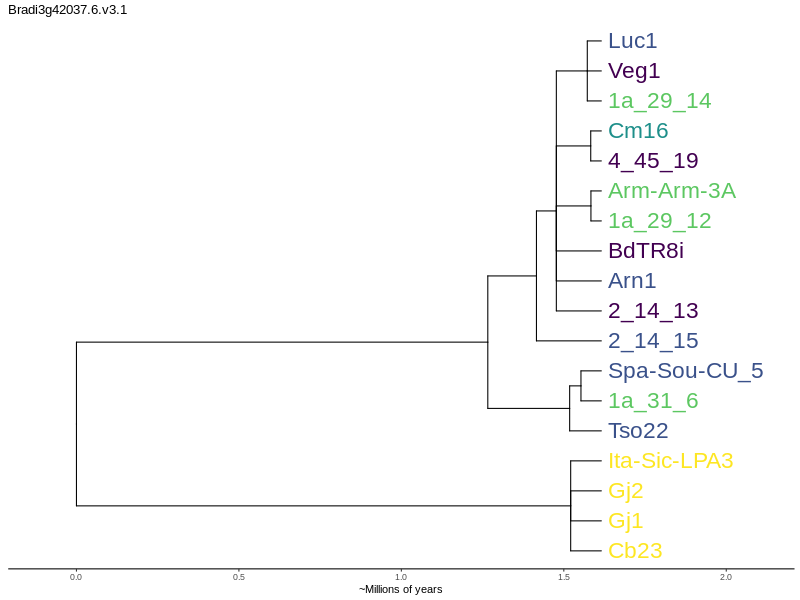 Bradi3g42037.6.v3.1
Luc1
Veg1
1a_29_14
Cm16
4_45_19
Arm-Arm-3A
1a_29_12
BdTR8i
Arn1
2_14_13
2_14_15
Spa-Sou-CU_5
1a_31_6
Tso22
Ita-Sic-LPA3
Gj2
Gj1
Cb23
0.0 0.5 1.0 1.5 2.0
~Millions of years